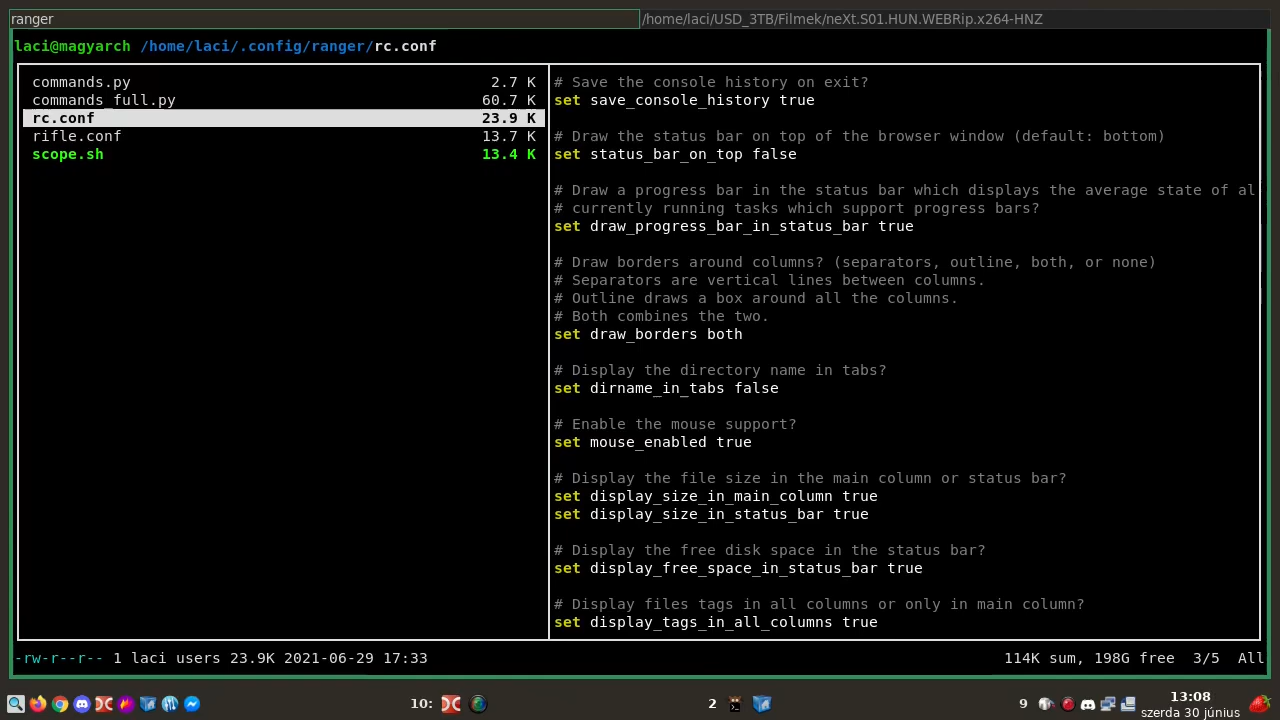 ranger
/home/laci/USD_3TB/Filmek/neXt.S01.HUN.WEBRip.x264-HNZ
laci@magyarch /home/laci/.config/ranger/rc.conf
commands.py 2.7 K
commands_full.py 60.7 K
rc.conf 23.9 K
rifle.conf 13.7 K
scope.sh 13.4 K
# Save the console history on exit?
set save_console_history true
# Draw the status bar on top of the browser window (default: bottom)
set status_bar_on_top false
# Draw a progress bar in the status bar which displays the average state of al
# currently running tasks which support progress bars?
set draw_progress_bar_in_status_bar true
# Draw borders around columns? (separators, outline, both, or none)
# Separators are vertical lines between columns.
# Outline draws a box around all the columns.
# Both combines the two.
set draw_borders both
# Display the directory name in tabs?
set dirname_in_tabs false
# Enable the mouse support?
set mouse_enabled true
# Display the file size in the main column or status bar?
set display_size_in_main_column true
set display_size_in_status_bar true
# Display the free disk space in the status bar?
set display_free_space_in_status_bar true
# Display files tags in all columns or only in main column?
set display_tags_in_all_columns true
-rw-r--r-- 1 laci users 23.9K 2021-06-29 17:33
114K sum, 198G free 3/5 All
10:
2
9
13:08
szerda 30 június